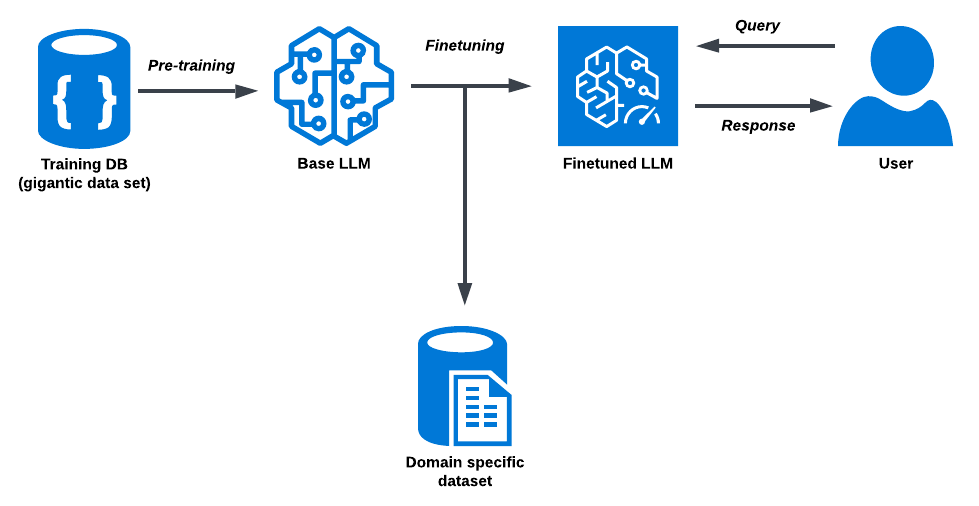 Pre-training
Finetuning
Query
Response
{ }
Training DB
(gigantic data set)
Base LLM
Finetuned LLM
User
Domain specific
dataset